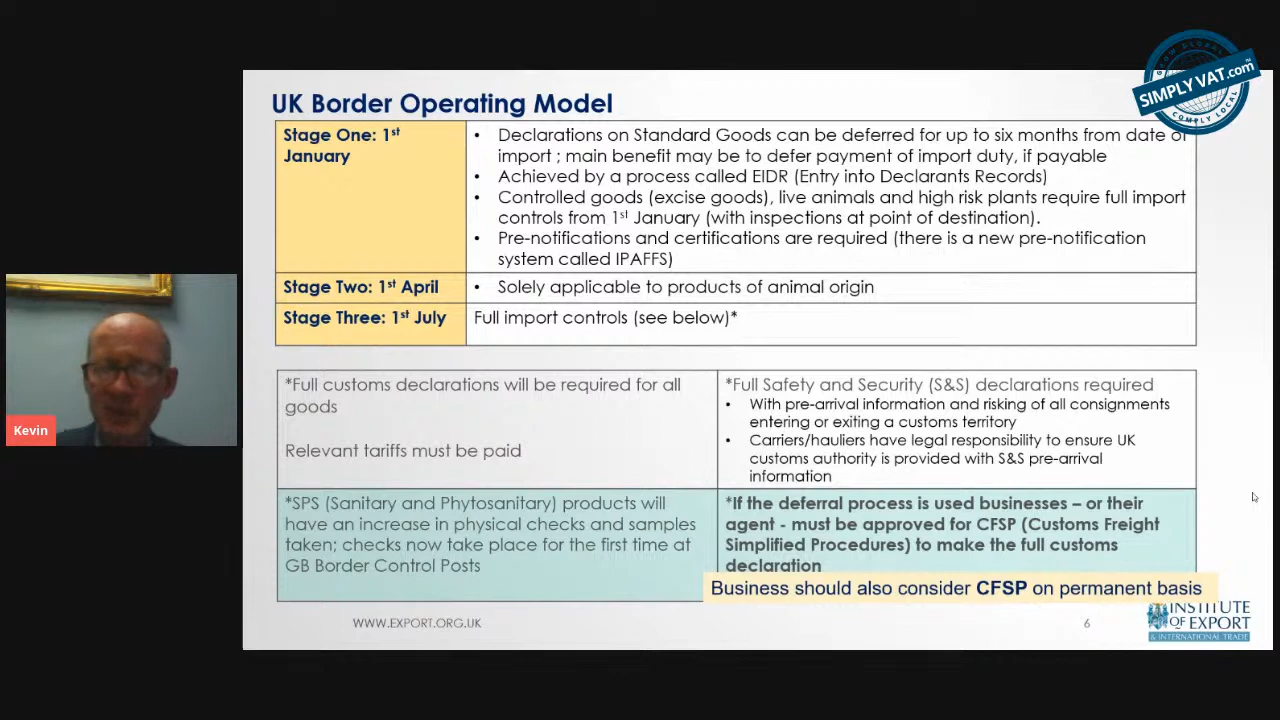 GROW GLOBAL
SIMPLY VAT.com
COMPLY LOCAL
UK Border Operating Model
Stage One: 1st
January
• Declarations on Standard Goods can be deferred for up to six months from date of
import ; main benefit may be to defer payment of import duty, if payable
• Achieved by a process called EIDR (Entry into Declarants Records)
• Controlled goods (excise goods), live animals and high risk plants require full import
controls from 1st January (with inspections at point of destination).
• Pre-notifications and certifications are required (there is a new pre-notification
system called IPAFFS)
Stage Two: 1st April
• Solely applicable to products of animal origin
Stage Three: 1st July
Full import controls (see below)*
*Full customs declarations will be required for all
goods
Relevant tariffs must be paid
*Full Safety and Security (S&S) declarations required
• With pre-arrival information and risking of all consignments
entering or exiting a customs territory
• Carriers/hauliers have legal responsibility to ensure UK
customs authority is provided with S&S pre-arrival
information
*SPS (Sanitary and Phytosanitary) products will
have an increase in physical checks and samples
taken; checks now take place for the first time at
GB Border Control Posts
*If the deferral process is used businesses – or their
agent - must be approved for CFSP (Customs Freight
Simplified Procedures) to make the full customs
declaration
Business should also consider CFSP on permanent basis
Kevin
WWW.EXPORT.ORG.UK
6
INSTITUTE
OF EXPORT
& INTERNATIONAL TRADE